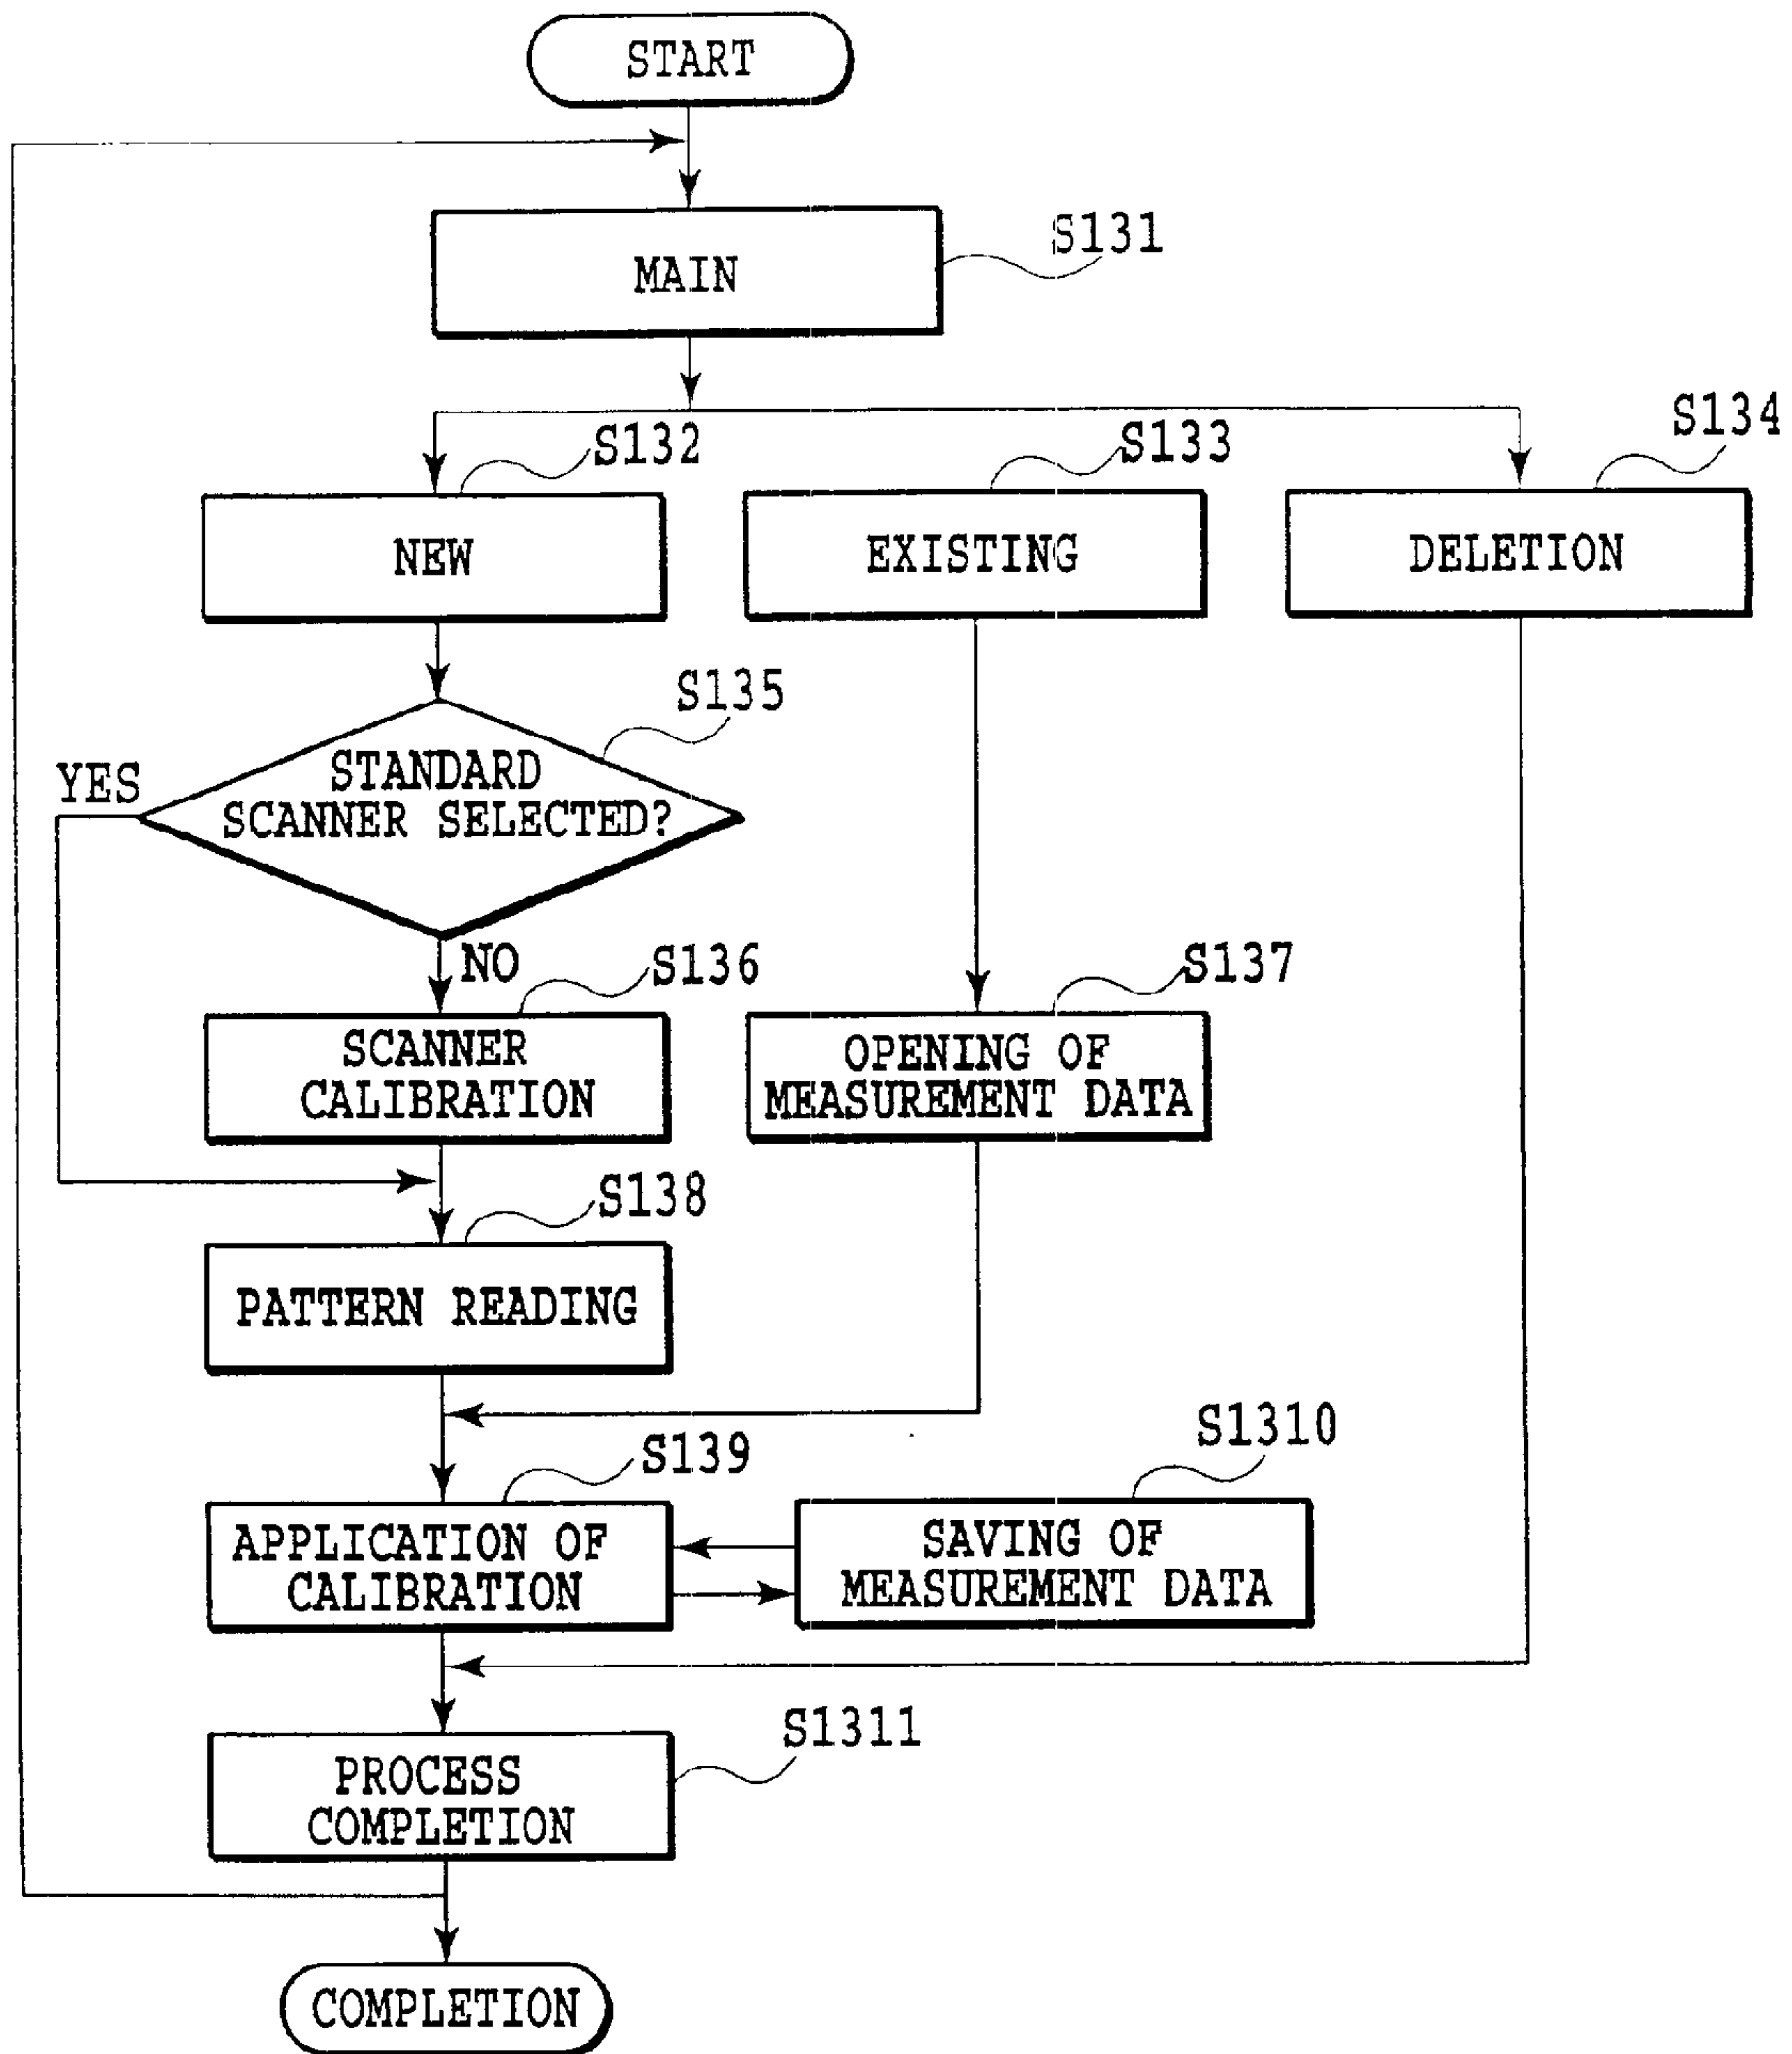 START
S131
MAIN
S132
S133
S134
NEW
EXISTING
DELETION
S135
YES
STANDARD
SCANNER SELECTED?
NO
S136
S137
SCANNER
CALIBRATION
OPENING OF
MEASUREMENT DATA
S138
PATTERN READING
S139
S1310
APPLICATION OF
CALIBRATION
SAVING OF
MEASUREMENT DATA
S1311
PROCESS
COMPLETION
COMPLETION